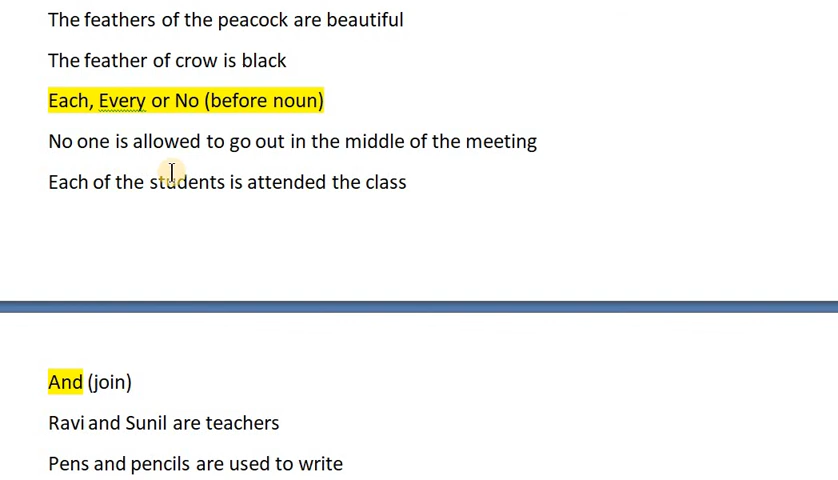 The feathers of the peacock are beautiful
The feather of crow is black
Each, Every or No (before noun)
No one is allowed to go out in the middle of the meeting
Each of the students is attended the class
And (join)
Ravi and Sunil are teachers
Pens and pencils are used to write